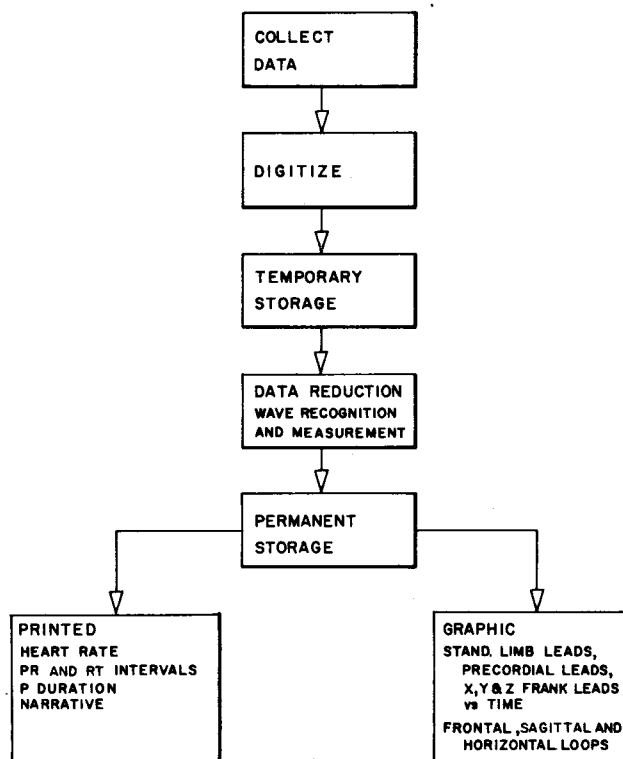 COLLECT
DATA
DIGITIZE
TEMPORARY
STORAGE
DATA REDUCTION
WAVE RECOGNITION
AND MEASUREMENT
PERMANENT
STORAGE
PRINTED
HEART RATE
PR AND RT INTERVALS
P DURATION
NARRATIVE
GRAPHIC
STAND. LIMB LEADS,
PRECORDIAL LEADS,
X,Y & Z FRANK LEADS
vs TIME
FRONTAL, SAGITTAL AND
HORIZONTAL LOOPS